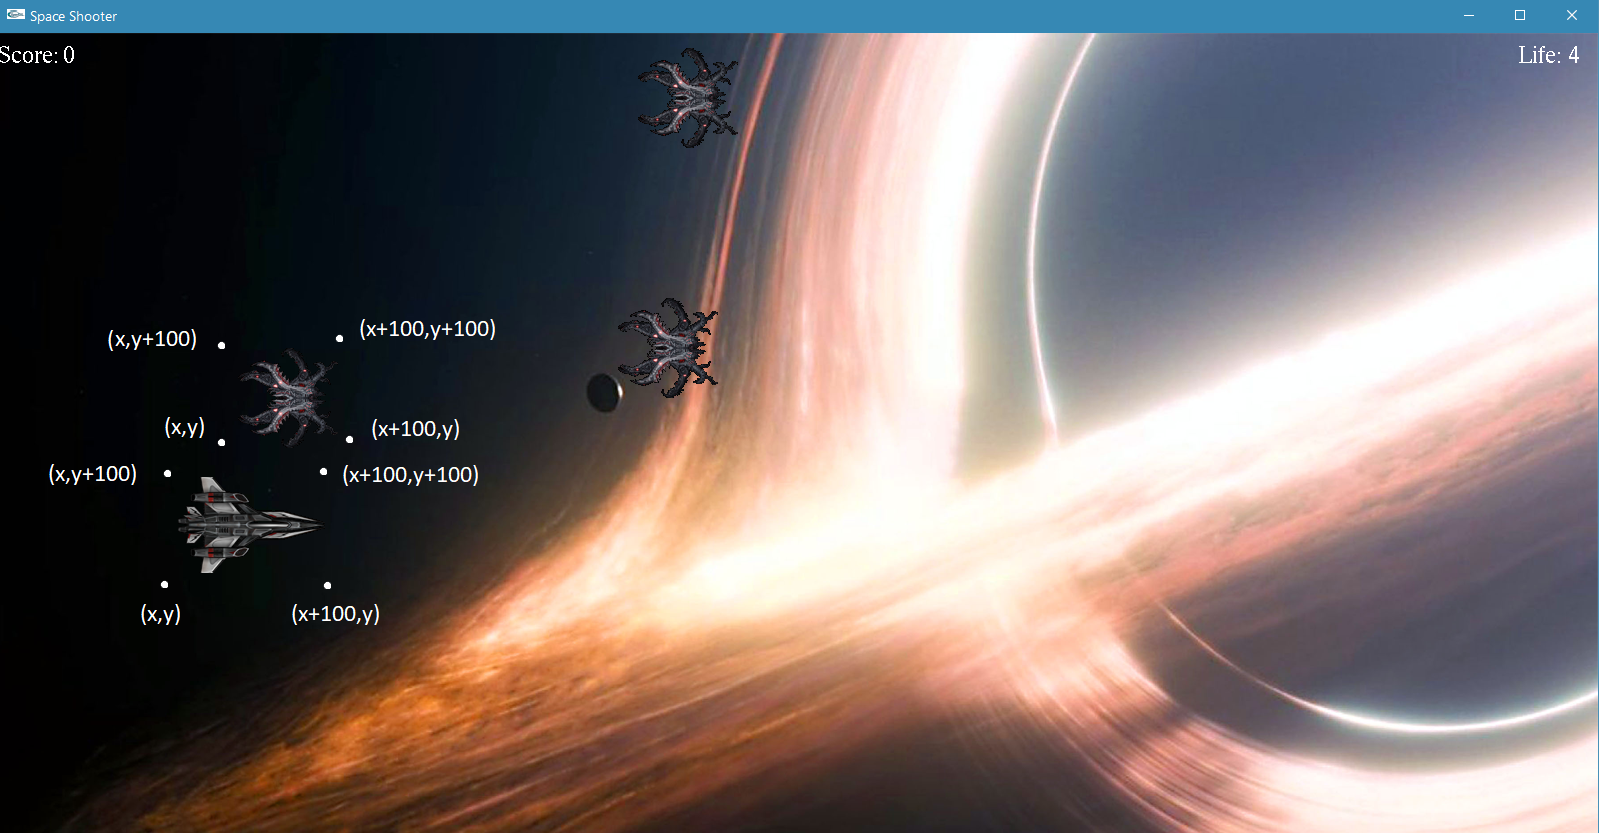 Space Shooter
Score: 0
Life: 4
(x,y+100)
(x+100,y+100)
(x,y)
(x+100,y)
(x,y+100)
(x+100,y+100)
(x,y)
(x+100,y)